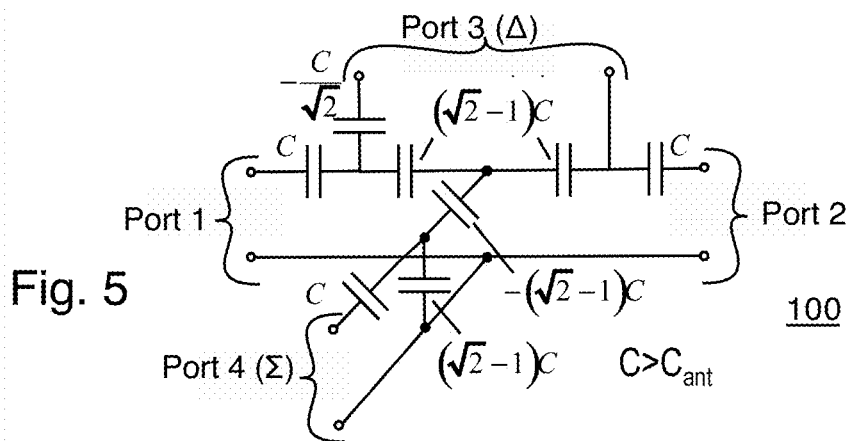 Port 3 (Δ)
-C/√2
(√2-1)C
C
C
Port 1
Port 2
Fig. 5
C
-(√2-1)C
100
Port 4 (Σ)
(√2-1)C
C>C_ant